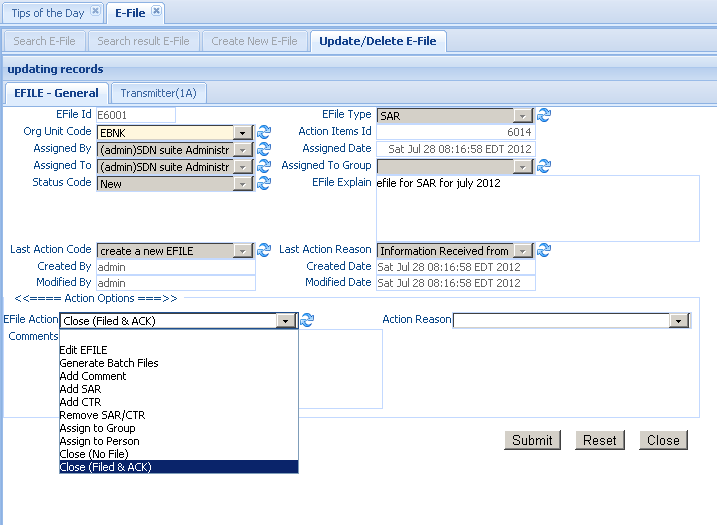 Tips of the Day E-File
Search E-File Search result E-File Create New E-File Update/Delete E-File
updating records
EFILE - General Transmitter(1A)
EFile Id E6001 EFile Type SAR
Org Unit Code EBNK Action Items Id 6014
Assigned By (admin)SDN suite Administr Assigned Date Sat Jul 28 08:16:58 EDT 2012
Assigned To (admin)SDN suite Administr Assigned To Group
Status Code New EFile Explain efile for SAR for july 2012
Last Action Code create a new EFILE Last Action Reason Information Received from
Created By admin Created Date Sat Jul 28 08:16:58 EDT 2012
Modified By admin Modified Date Sat Jul 28 08:16:58 EDT 2012
<<==== Action Options ===>>
EFile Action Close (Filed & ACK) Action Reason
Comments
Edit EFILE
Generate Batch Files
Add Comment
Add SAR
Add CTR
Remove SAR/CTR
Assign to Group
Assign to Person
Close (No File)
Close (Filed & ACK)
Submit Reset Close